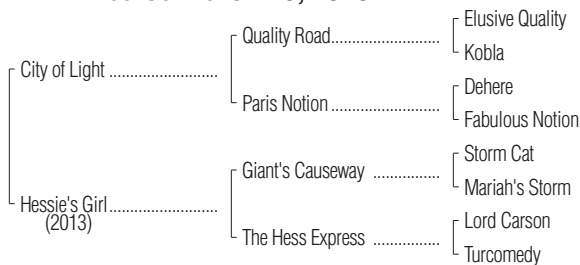 Elusive Quality
Quality Road
Kobla
City of Light
Dehere
Paris Notion
Fabulous Notion
Storm Cat
Giant's Causeway
Mariah's Storm
Hessie's Girl
(2013)
Lord Carson
The Hess Express
Turcomedy